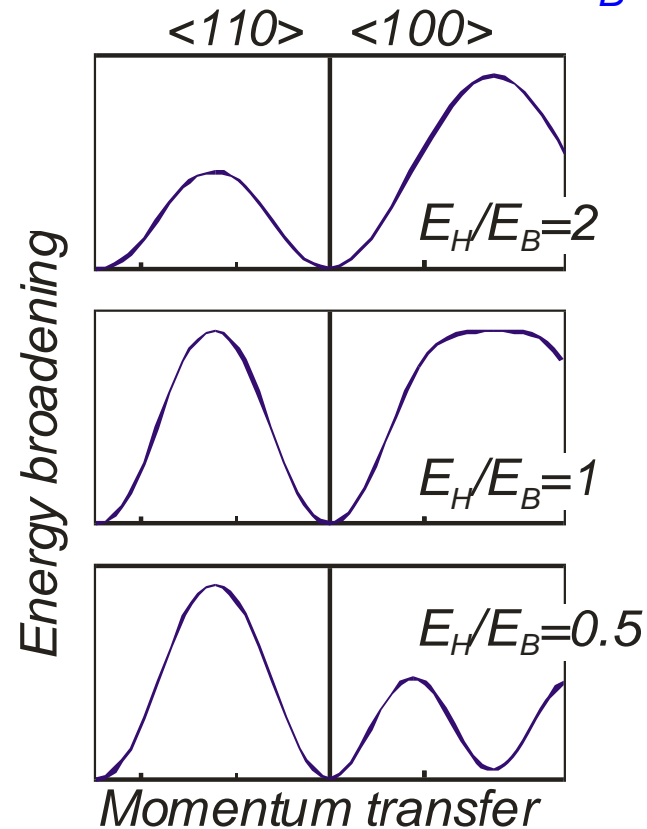 B
<110> <100>
E_H/E_B=2
E_H/E_B=1
E_H/E_B=0.5
Energy broadening
Momentum transfer